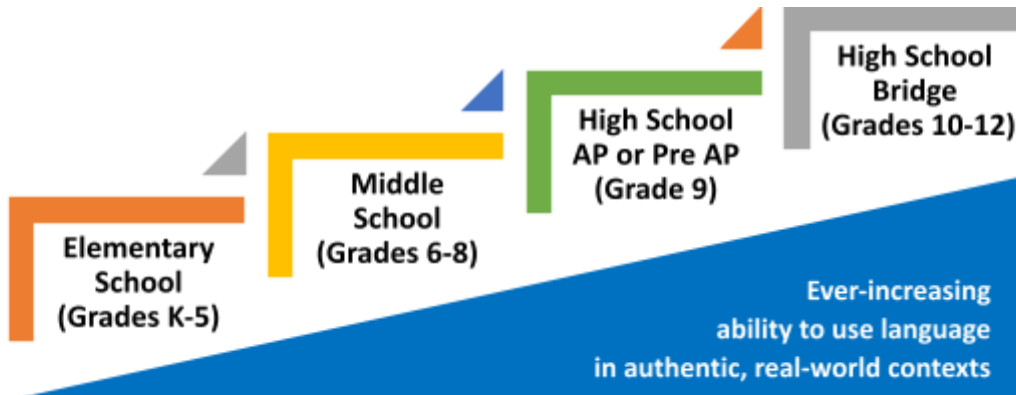 Elementary
School
(Grades K-5)
Middle
School
(Grades 6-8)
High School
AP or Pre AP
(Grade 9)
High School
Bridge
(Grades 10-12)
Ever-increasing
ability to use language
in authentic, real-world contexts